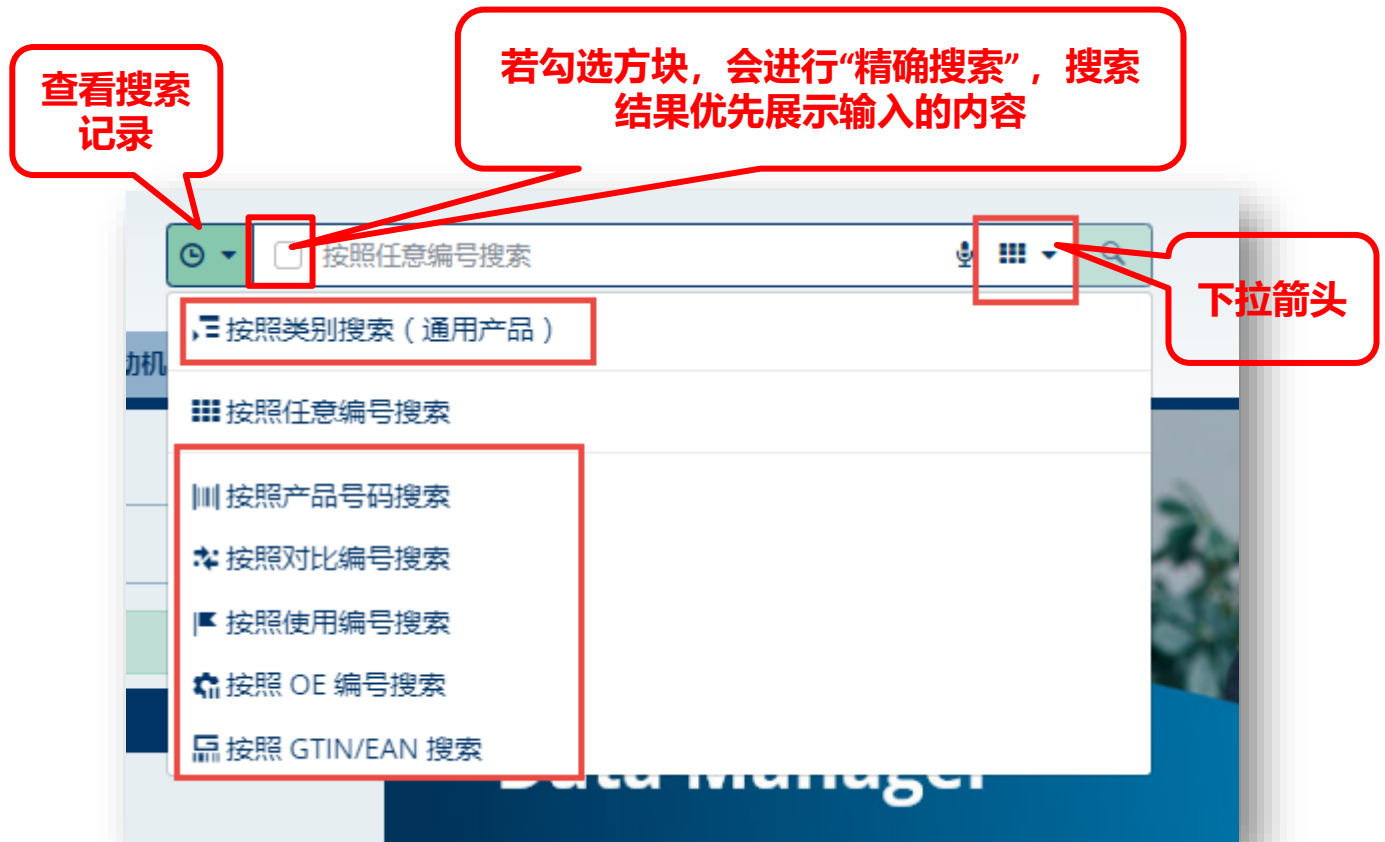 若勾选方块，会进行“精确搜索”，搜索
结果优先展示输入的内容
查看搜索
记录
按照任意编号搜索
下拉箭头
按照类别搜索（通用产品）
动机
按照任意编号搜索
按照产品号码搜索
按照对比编号搜索
按照使用编号搜索
按照 OE 编号搜索
按照 GTIN/EAN 搜索
Data Manager